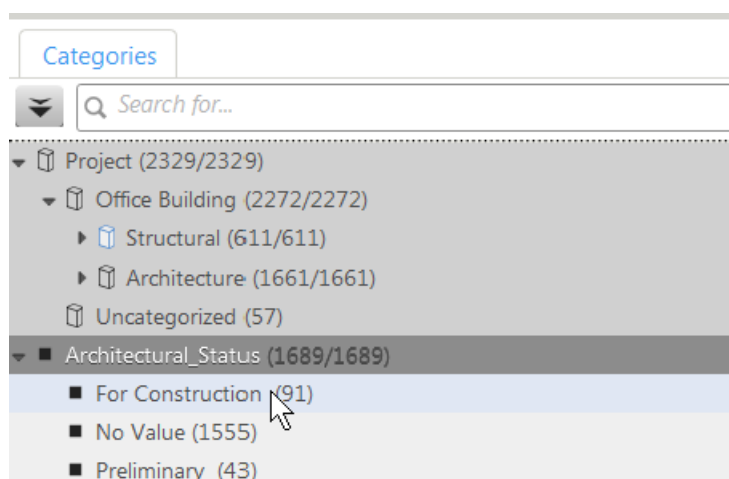 Categories
Search for...
Project (2329/2329)
Office Building (2272/2272)
Structural (611/611)
Architecture (1661/1661)
Uncategorized (57)
Architectural_Status (1689/1689)
For Construction (91)
No Value (1555)
Preliminary (43)